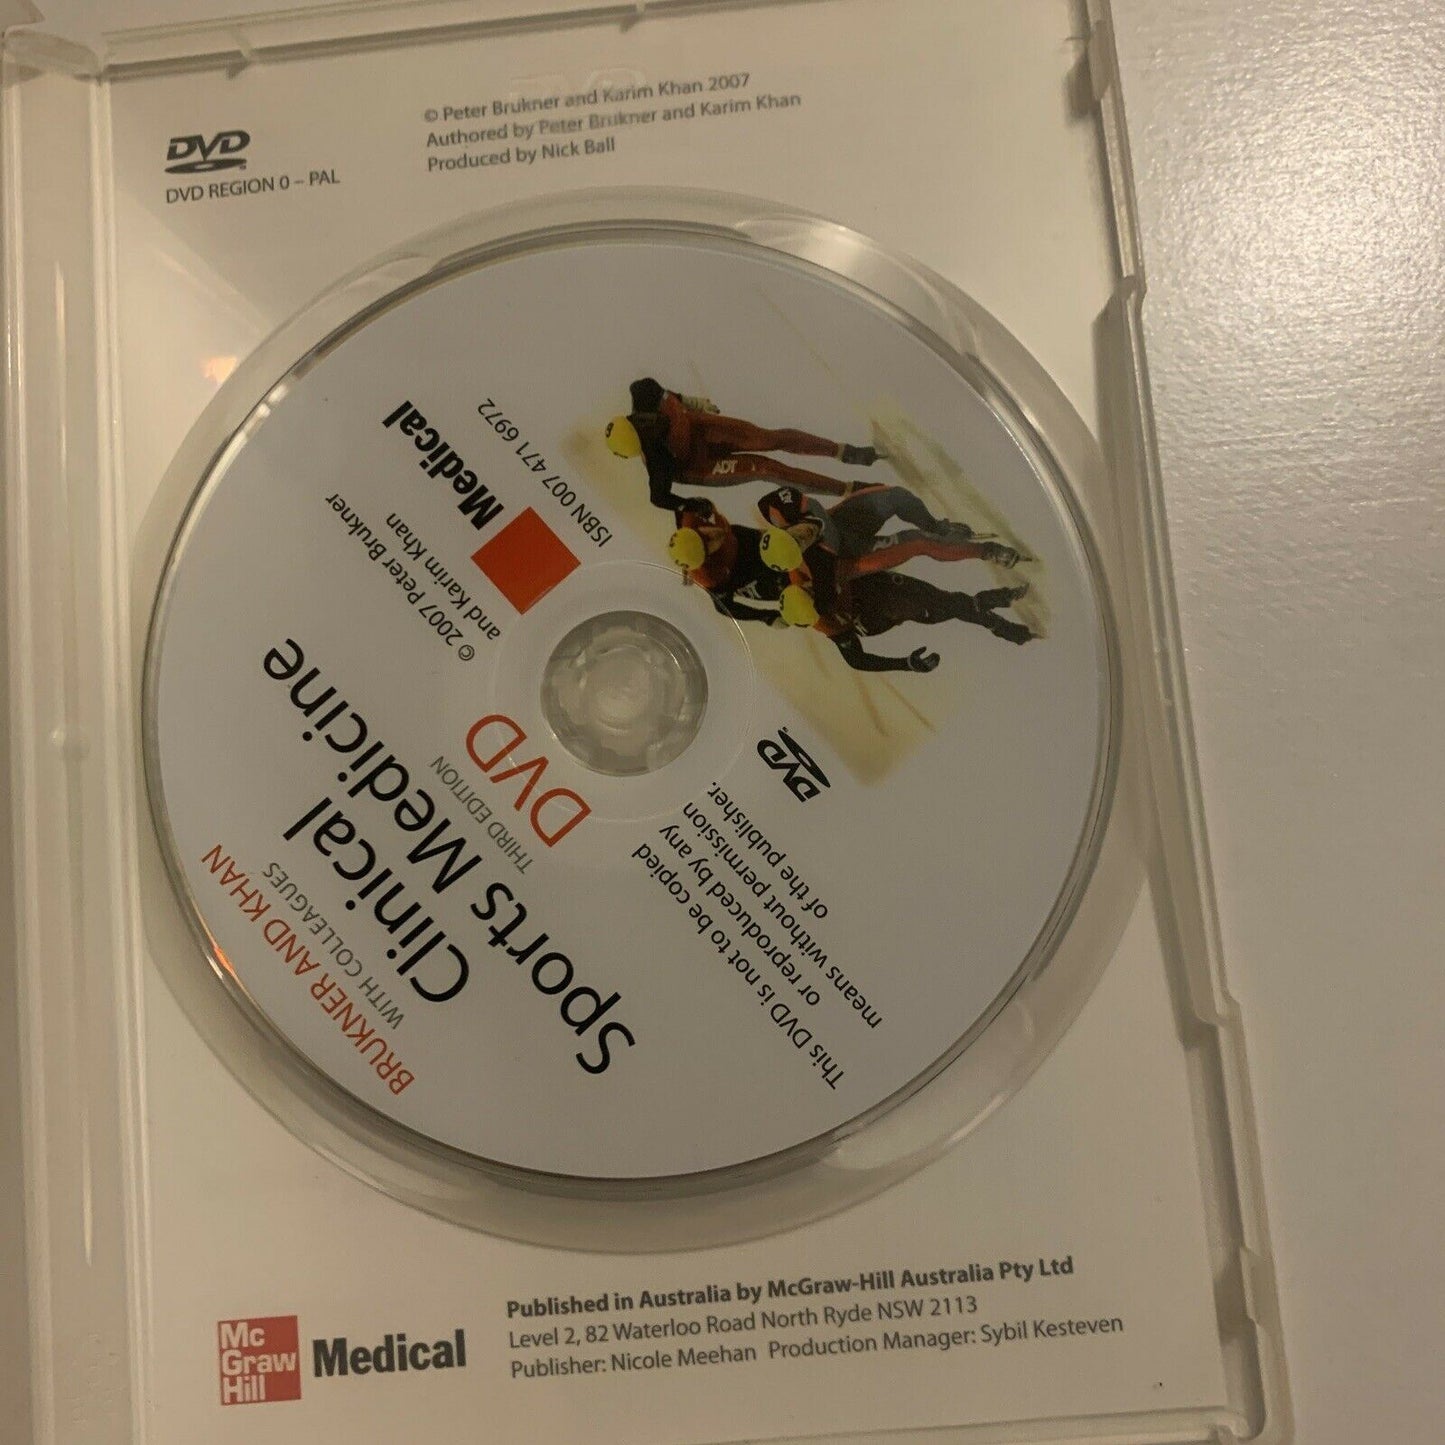 © Peter Brukner and Karim Khan 2007
Authored by Peter Brukner and Karim Khan
Produced by Nick Ball
DVD
DVD REGION 0 – PAL
BRUKNER AND KHAN
WITH COLLEAGUES
Clinical
Sports Medicine
THIRD EDITION
DVD
© 2007 Peter Brukner
and Karim Khan
Medical
ISBN 007 471 6972
ADT
DVD
This DVD is not to be copied
or reproduced by any
means without permission
of the publisher.
Mc
Graw
Hill
Medical
Published in Australia by McGraw-Hill Australia Pty Ltd
Level 2, 82 Waterloo Road North Ryde NSW 2113
Publisher: Nicole Meehan Production Manager: Sybil Kesteven